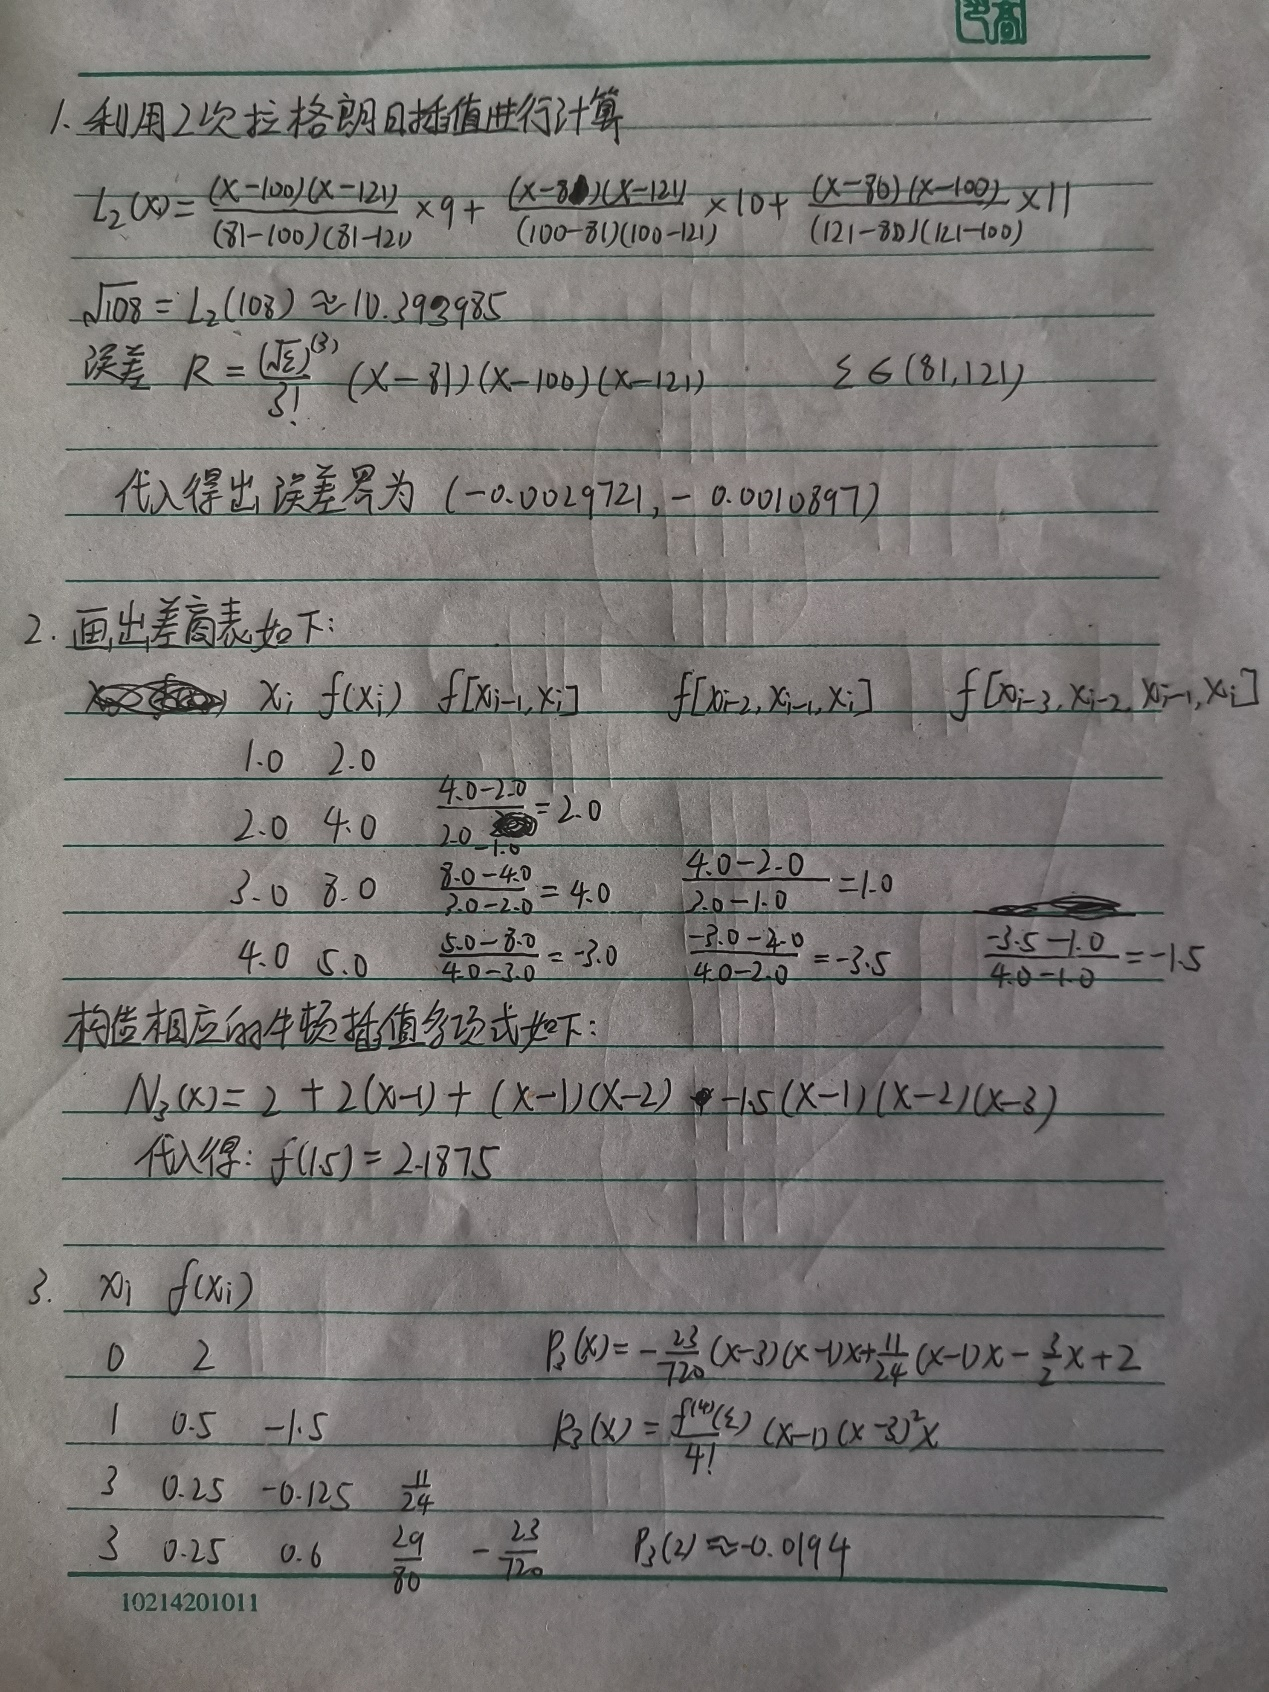 1. 利用2次拉格朗日插值进行计算
L₂(x) = (x-100)(x-121)/(81-100)(81-121) ×9 + (x-81)(x-121)/(100-81)(100-121) ×10 + (x-80)(x-100)/(121-80)(121-100) ×11
√108 = L₂(108) ≈ 10.393985
误差 R = (√ξ)⁽³⁾/3! (x-81)(x-100)(x-121) ξ∈(81,121)
代入得出误差界为 (-0.0029721, -0.0010897)
2. 画出差商表如下:
xᵢ f(xᵢ) f[xᵢ₋₁,xᵢ] f[xᵢ₋₂,xᵢ₋₁,xᵢ] f[xᵢ₋₃,xᵢ₋₂,xᵢ₋₁,xᵢ]
1.0 2.0
2.0 4.0 4.0-2.0/2.0-1.0 = 2.0
3.0 8.0 8.0-4.0/3.0-2.0 = 4.0 4.0-2.0/3.0-1.0 = 1.0
4.0 5.0 5.0-8.0/4.0-3.0 = -3.0 -3.0-4.0/4.0-2.0 = -3.5 -3.5-1.0/4.0-1.0 = -1.5
构造相应的牛顿插值多项式如下:
N₃(x) = 2 + 2(x-1) + (x-1)(x-2) -1.5(x-1)(x-2)(x-3)
代入得: f(1.5) = 2.1875
3. xᵢ f(xᵢ)
0 2 P₃(x) = -23/720 (x-3)(x-1)x + 11/24 (x-1)x - 3/2 x + 2
1 0.5 -1.5 R₃(x) = f⁽⁴⁾(ξ)/4! (x-1)(x-3)²x
3 0.25 -0.125 11/24
3 0.25 0.6 29/80 -23/720 P₃(2) ≈ -0.0194
10214201011